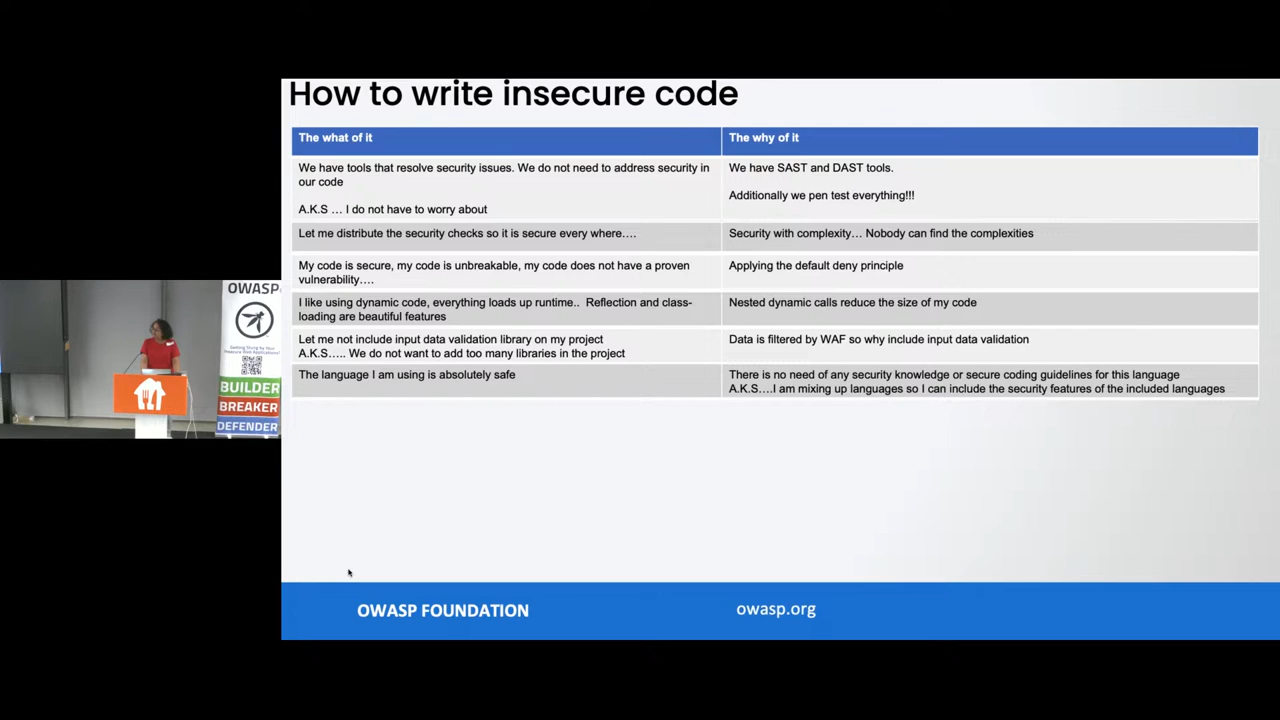 How to write insecure code
The what of it
The why of it
We have tools that resolve security issues. We do not need to address security in
our code
A.K.S … I do not have to worry about
We have SAST and DAST tools.
Additionally we pen test everything!!!
Let me distribute the security checks so it is secure every where….
Security with complexity… Nobody can find the complexities
My code is secure, my code is unbreakable, my code does not have a proven
vulnerability….
Applying the default deny principle
I like using dynamic code, everything loads up runtime.. Reflection and class-
loading are beautiful features
Nested dynamic calls reduce the size of my code
Let me not include input data validation library on my project
A.K.S….. We do not want to add too many libraries in the project
Data is filtered by WAF so why include input data validation
The language I am using is absolutely safe
There is no need of any security knowledge or secure coding guidelines for this language
A.K.S….I am mixing up languages so I can include the security features of the included languages
OWASP FOUNDATION
owasp.org
OWASP
BUILDER
BREAKER
DEFENDER